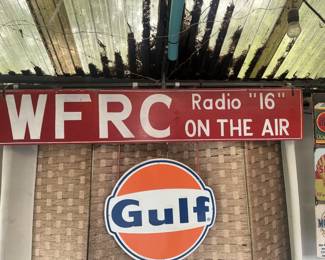 WFRC Radio "16"
ON THE AIR
Gulf